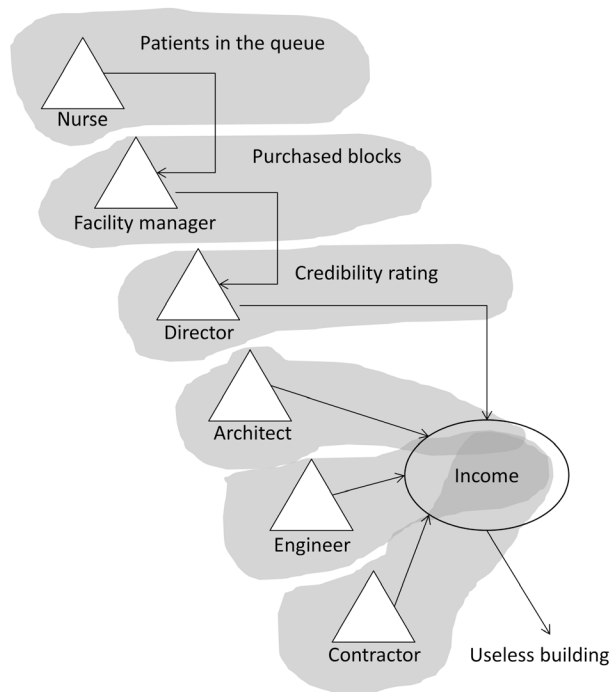 Patients in the queue
Nurse
Purchased blocks
Facility manager
Credibility rating
Director
Architect
Income
Engineer
Contractor
Useless building